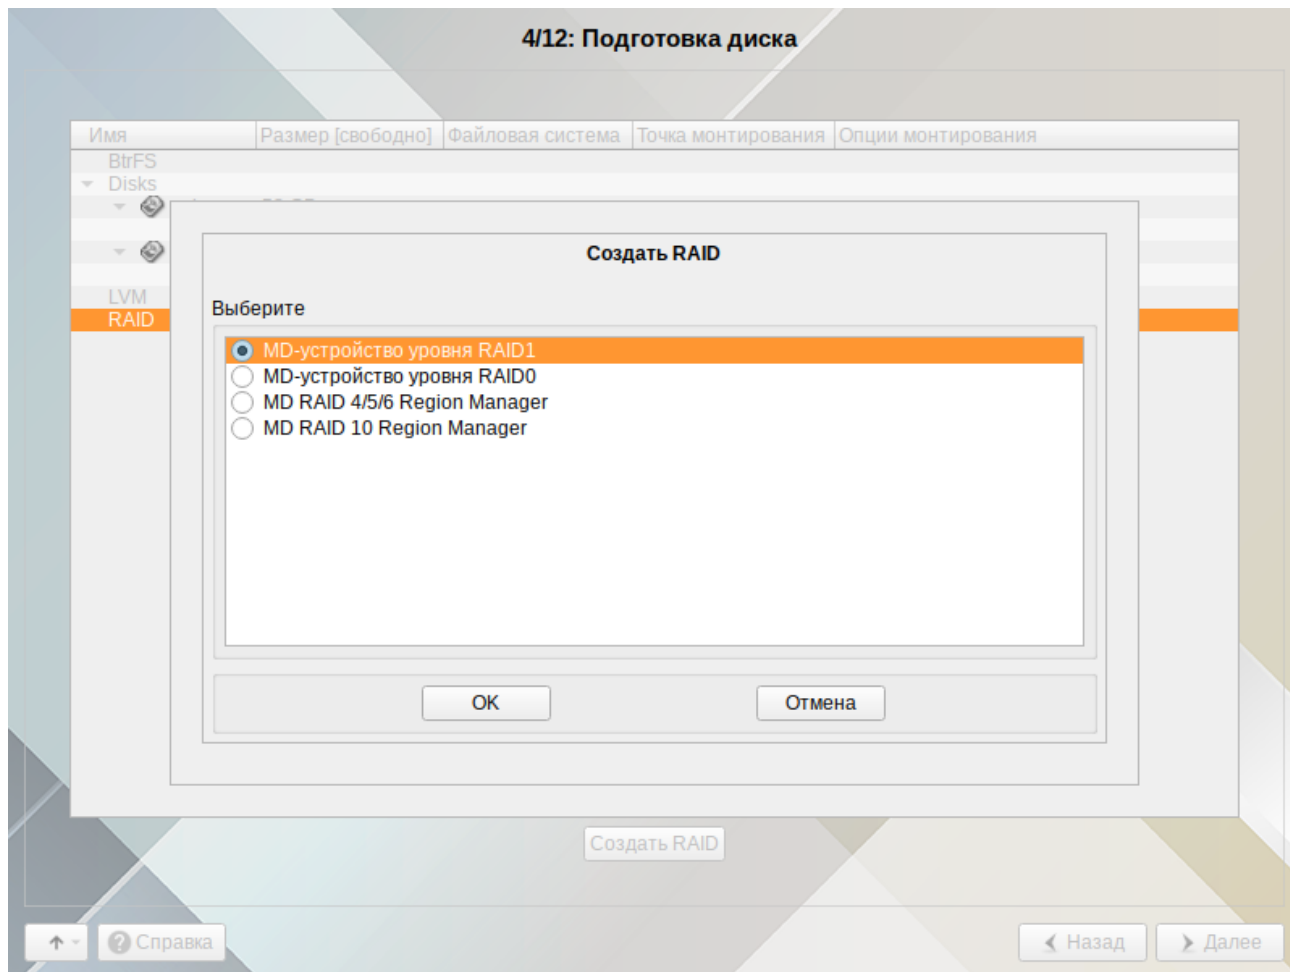 4/12: Подготовка диска
Имя Размер [свободно] Файловая система Точка монтирования Опции монтирования
BtrFS
Disks
LVM
RAID
Создать RAID
Выберите
MD-устройство уровня RAID1
MD-устройство уровня RAID0
MD RAID 4/5/6 Region Manager
MD RAID 10 Region Manager
OK Отмена
Создать RAID
Справка Назад Далее